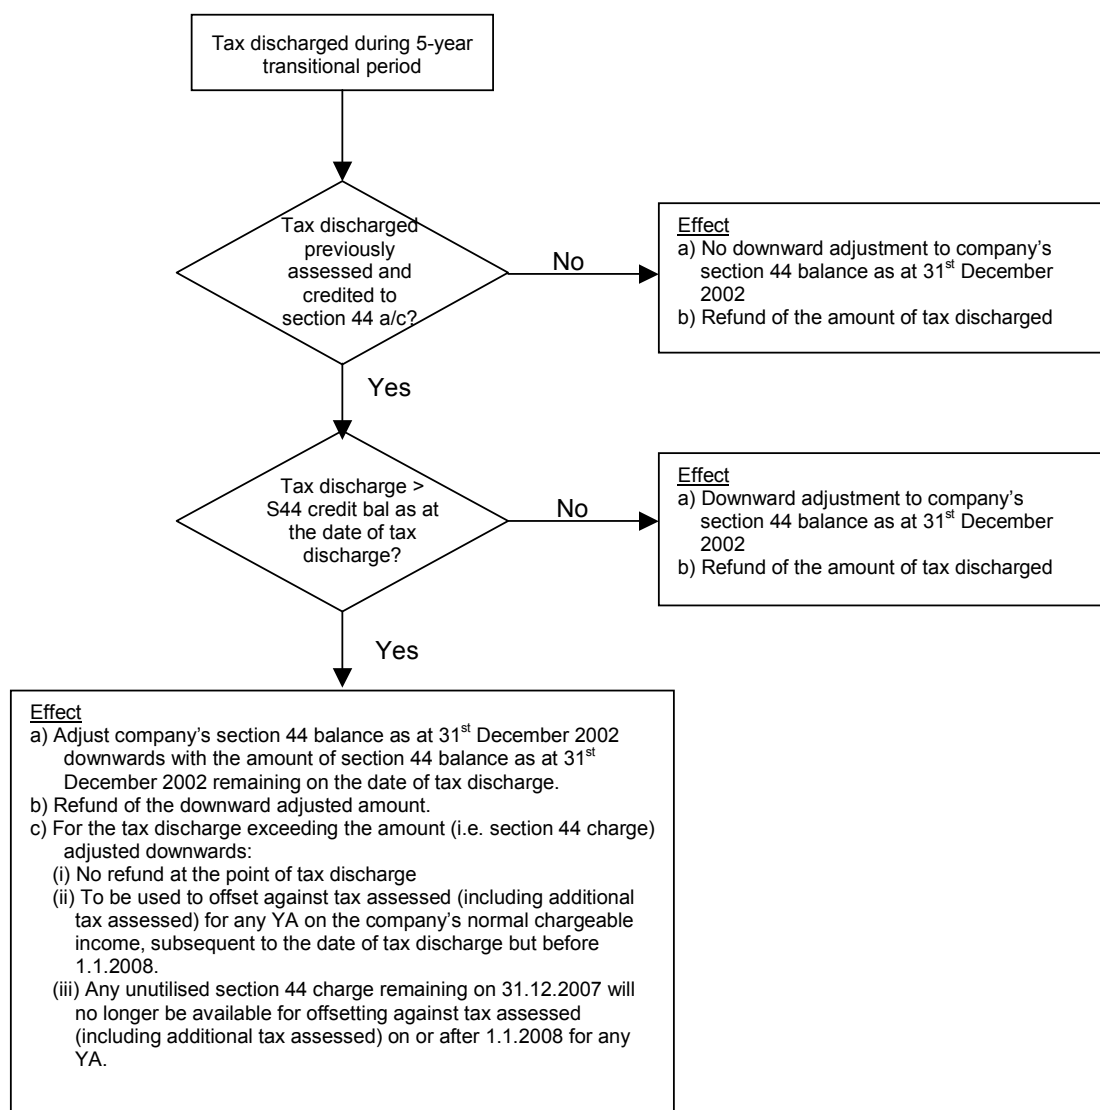 Tax discharged during 5-year
transitional period
Tax discharged
previously
assessed and
credited to
section 44 a/c?
No
Effect
a) No downward adjustment to company's
section 44 balance as at 31st December
2002
b) Refund of the amount of tax discharged
Yes
Tax discharge >
S44 credit bal as at
the date of tax
discharge?
No
Effect
a) Downward adjustment to company's
section 44 balance as at 31st December
2002
b) Refund of the amount of tax discharged
Yes
Effect
a) Adjust company's section 44 balance as at 31st December 2002
downwards with the amount of section 44 balance as at 31st
December 2002 remaining on the date of tax discharge.
b) Refund of the downward adjusted amount.
c) For the tax discharge exceeding the amount (i.e. section 44 charge)
adjusted downwards:
(i) No refund at the point of tax discharge
(ii) To be used to offset against tax assessed (including additional
tax assessed) for any YA on the company's normal chargeable
income, subsequent to the date of tax discharge but before
1.1.2008.
(iii) Any unutilised section 44 charge remaining on 31.12.2007 will
no longer be available for offsetting against tax assessed
(including additional tax assessed) on or after 1.1.2008 for any
YA.